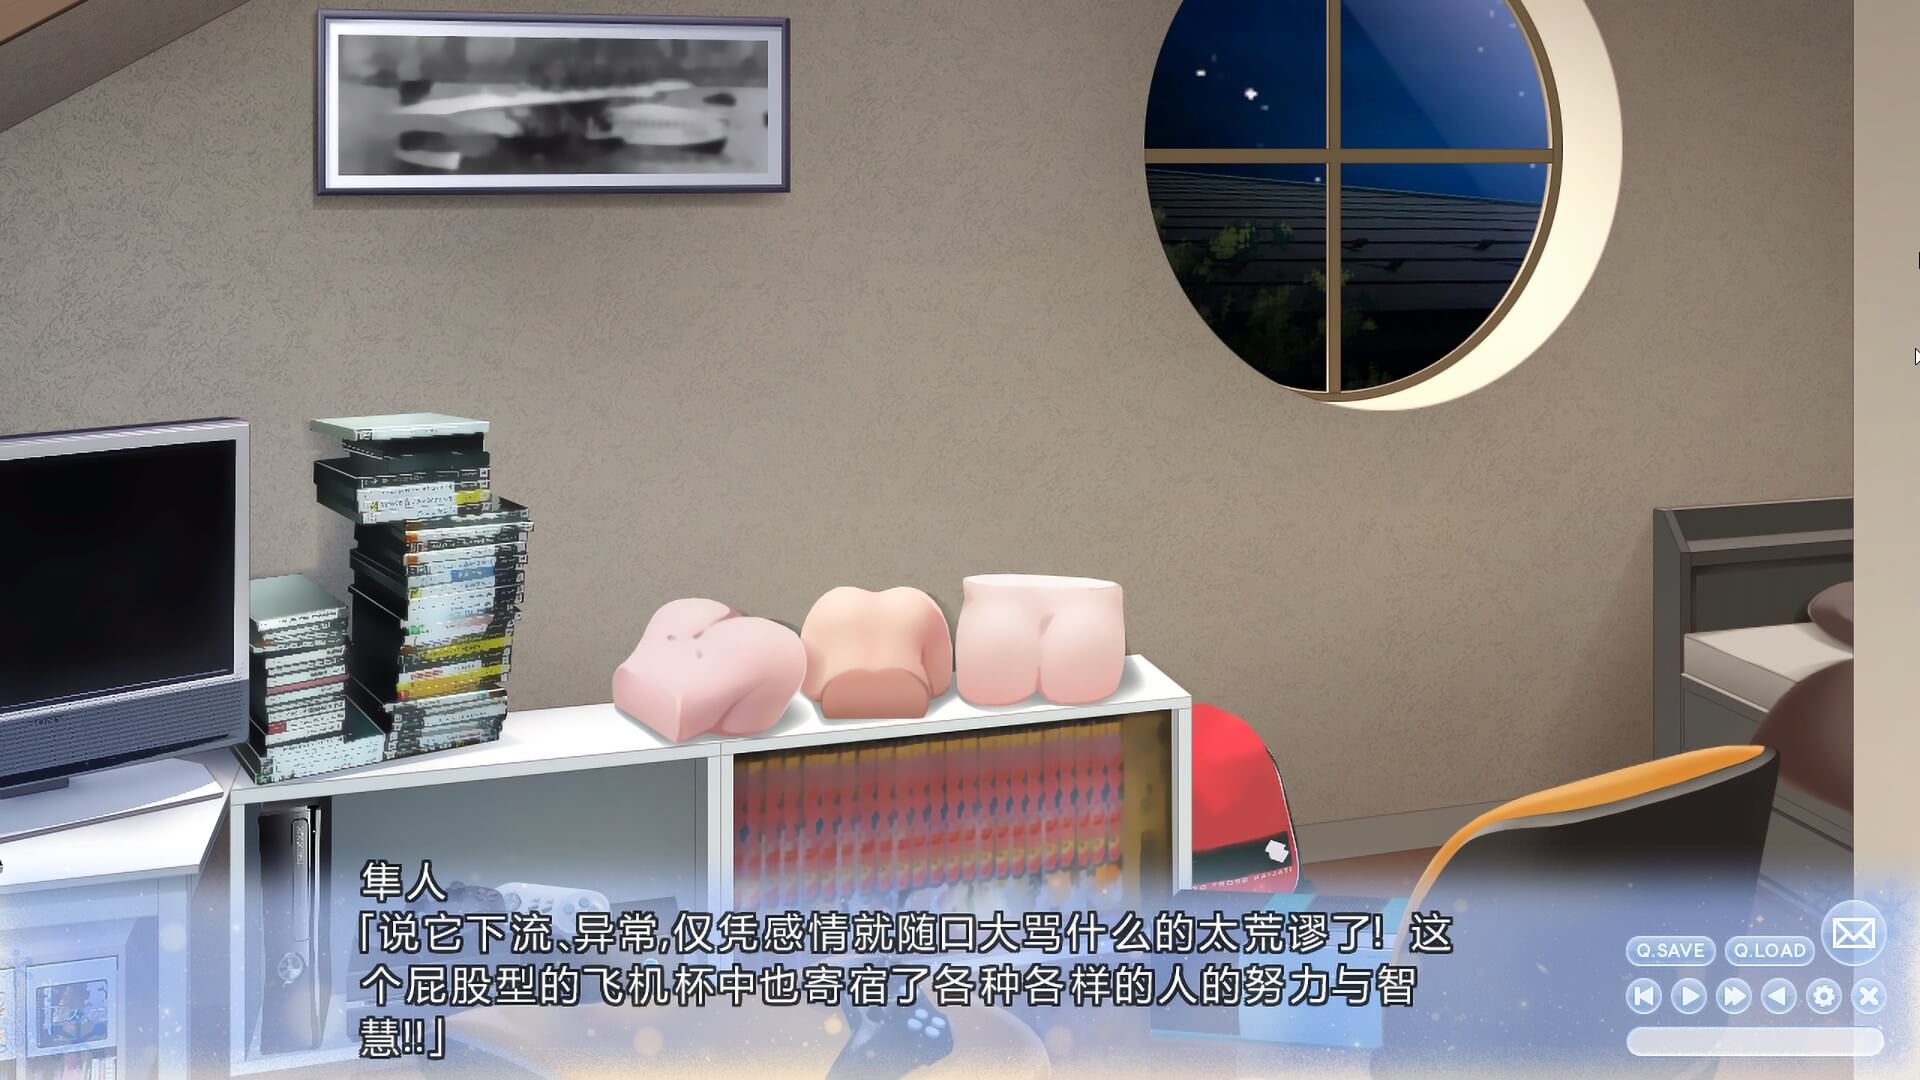 隼人
「说它下流、异常,仅凭感情就随口大骂什么的太荒谬了! 这
个屁股型的飞机杯中也寄宿了各种各样的人的努力与智
慧!!」
Q.SAVE
Q.LOAD